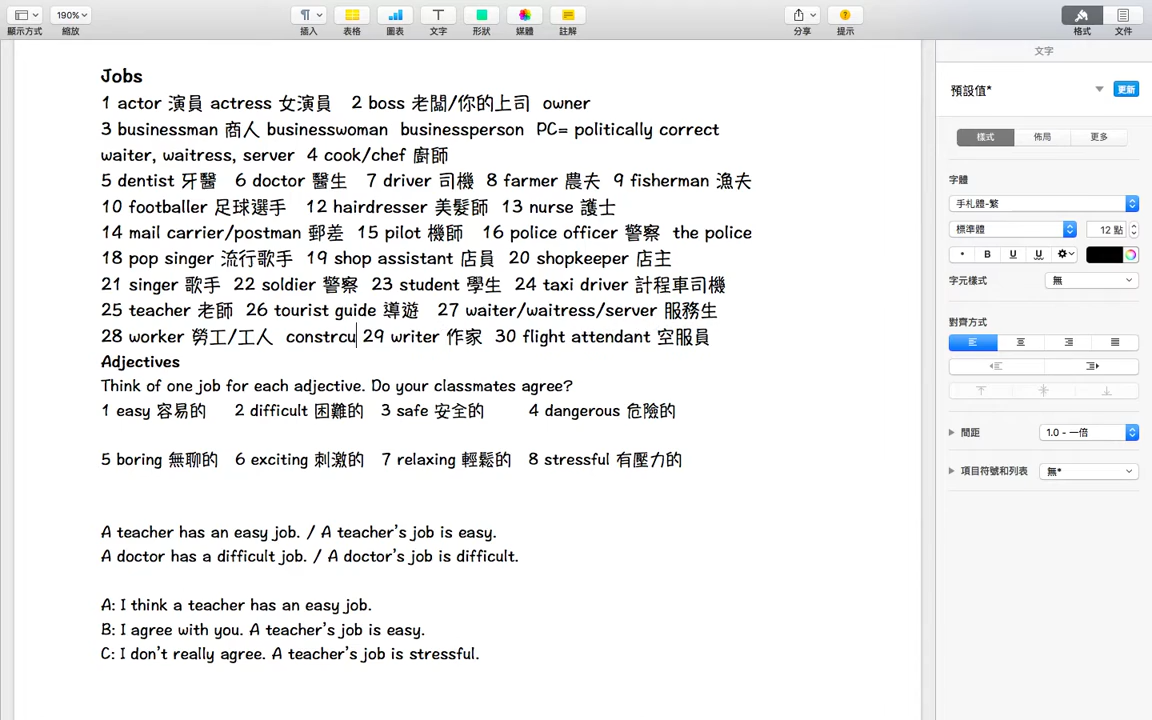 190%
顯示方式
縮放
插入
表格
圖表
文字
形狀
媒體
註解
分享
提示
格式
文件
Jobs
1 actor 演員 actress 女演員 2 boss 老闆/你的上司 owner
3 businessman 商人 businesswoman businessperson PC= politically correct
waiter, waitress, server 4 cook/chef 廚師
5 dentist 牙醫 6 doctor 醫生 7 driver 司機 8 farmer 農夫 9 fisherman 漁夫
10 footballer 足球選手 12 hairdresser 美髮師 13 nurse 護士
14 mail carrier/postman 郵差 15 pilot 機師 16 police officer 警察 the police
18 pop singer 流行歌手 19 shop assistant 店員 20 shopkeeper 店主
21 singer 歌手 22 soldier 警察 23 student 學生 24 taxi driver 計程車司機
25 teacher 老師 26 tourist guide 導遊 27 waiter/waitress/server 服務生
28 worker 勞工/工人 constrcu 29 writer 作家 30 flight attendant 空服員
Adjectives
Think of one job for each adjective. Do your classmates agree?
1 easy 容易的 2 difficult 困難的 3 safe 安全的 4 dangerous 危險的
5 boring 無聊的 6 exciting 刺激的 7 relaxing 輕鬆的 8 stressful 有壓力的
A teacher has an easy job. / A teacher's job is easy.
A doctor has a difficult job. / A doctor's job is difficult.
A: I think a teacher has an easy job.
B: I agree with you. A teacher's job is easy.
C: I don't really agree. A teacher's job is stressful.
文字
預設值*
更新
樣式 佈局 更多
字體
手札體-繁
標準體 12 點
B U U
字元樣式 無
對齊方式
間距 1.0 - 一倍
項目符號和列表 無*